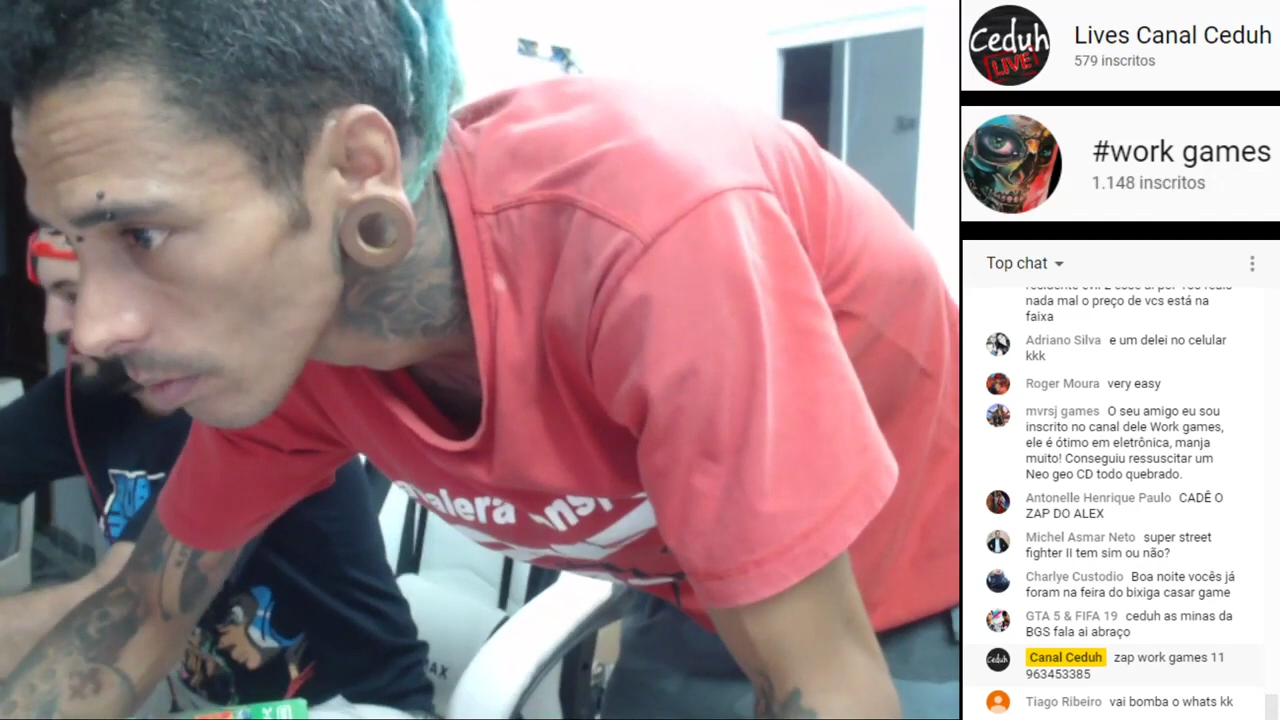 Ceduh
LIVE
Lives Canal Ceduh
579 inscritos
#work games
1.148 inscritos
Top chat
nada mal o preço de vcs está na
faixa
Adriano Silva e um delei no celular
kkk
Roger Moura very easy
mvrsj games O seu amigo eu sou
inscrito no canal dele Work games,
ele é ótimo em eletrônica, manja
muito! Conseguiu ressuscitar um
Neo geo CD todo quebrado.
Antonelle Henrique Paulo CADÊ O
ZAP DO ALEX
Michel Asmar Neto super street
fighter II tem sim ou não?
Charlye Custodio Boa noite vocês já
foram na feira do bixiga casar game
GTA 5 & FIFA 19 ceduh as minas da
BGS fala ai abraço
ceduh
Canal Ceduh zap work games 11
963453385
Tiago Ribeiro vai bomba o whats kk